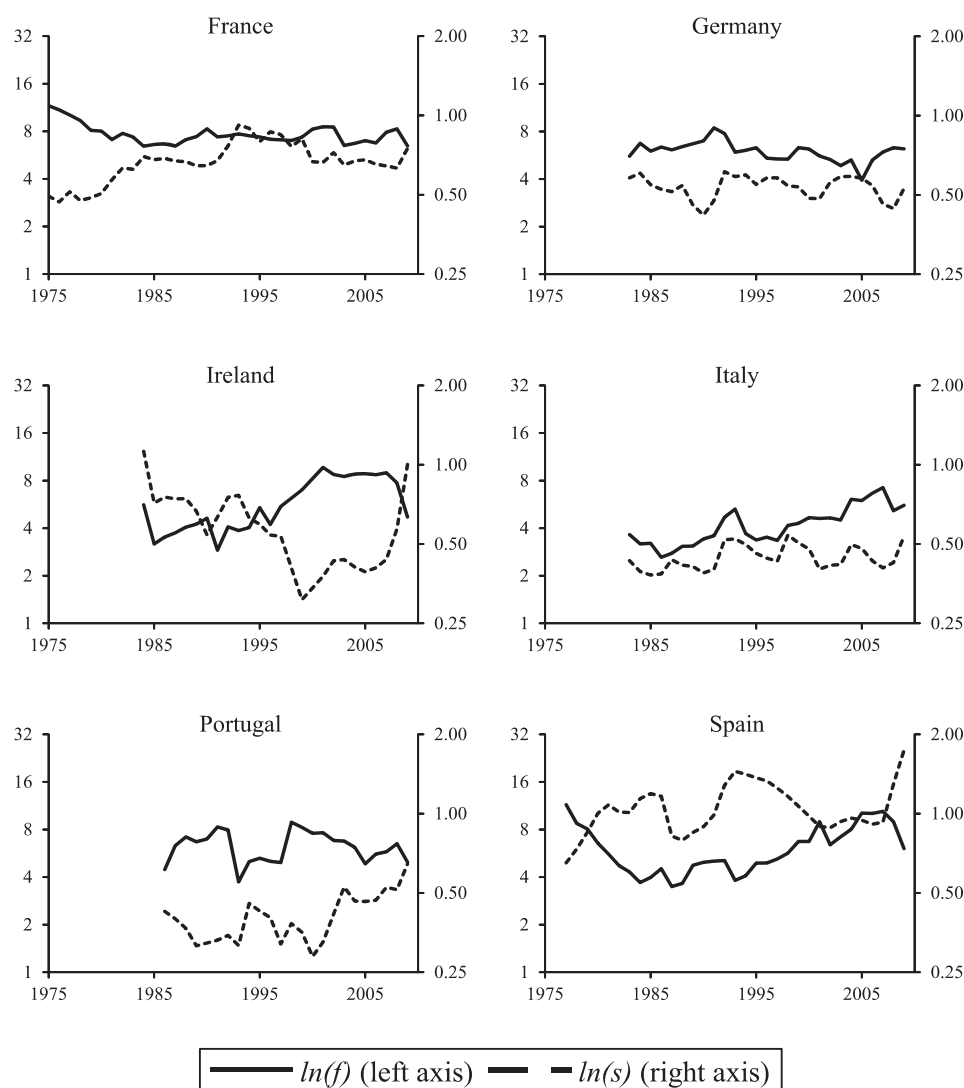 France Germany
32 2.00 32 2.00
16 1.00 16 1.00
8 8
4 0.50 4 0.50
2 2
1 0.25 1 0.25
1975 1985 1995 2005 1975 1985 1995 2005
Ireland Italy
32 2.00 32 2.00
16 1.00 16 1.00
8 8
4 0.50 4 0.50
2 2
1 0.25 1 0.25
1975 1985 1995 2005 1975 1985 1995 2005
Portugal Spain
32 2.00 32 2.00
16 1.00 16 1.00
8 8
4 0.50 4 0.50
2 2
1 0.25 1 0.25
1975 1985 1995 2005 1975 1985 1995 2005
ln(f) (left axis) ln(s) (right axis)